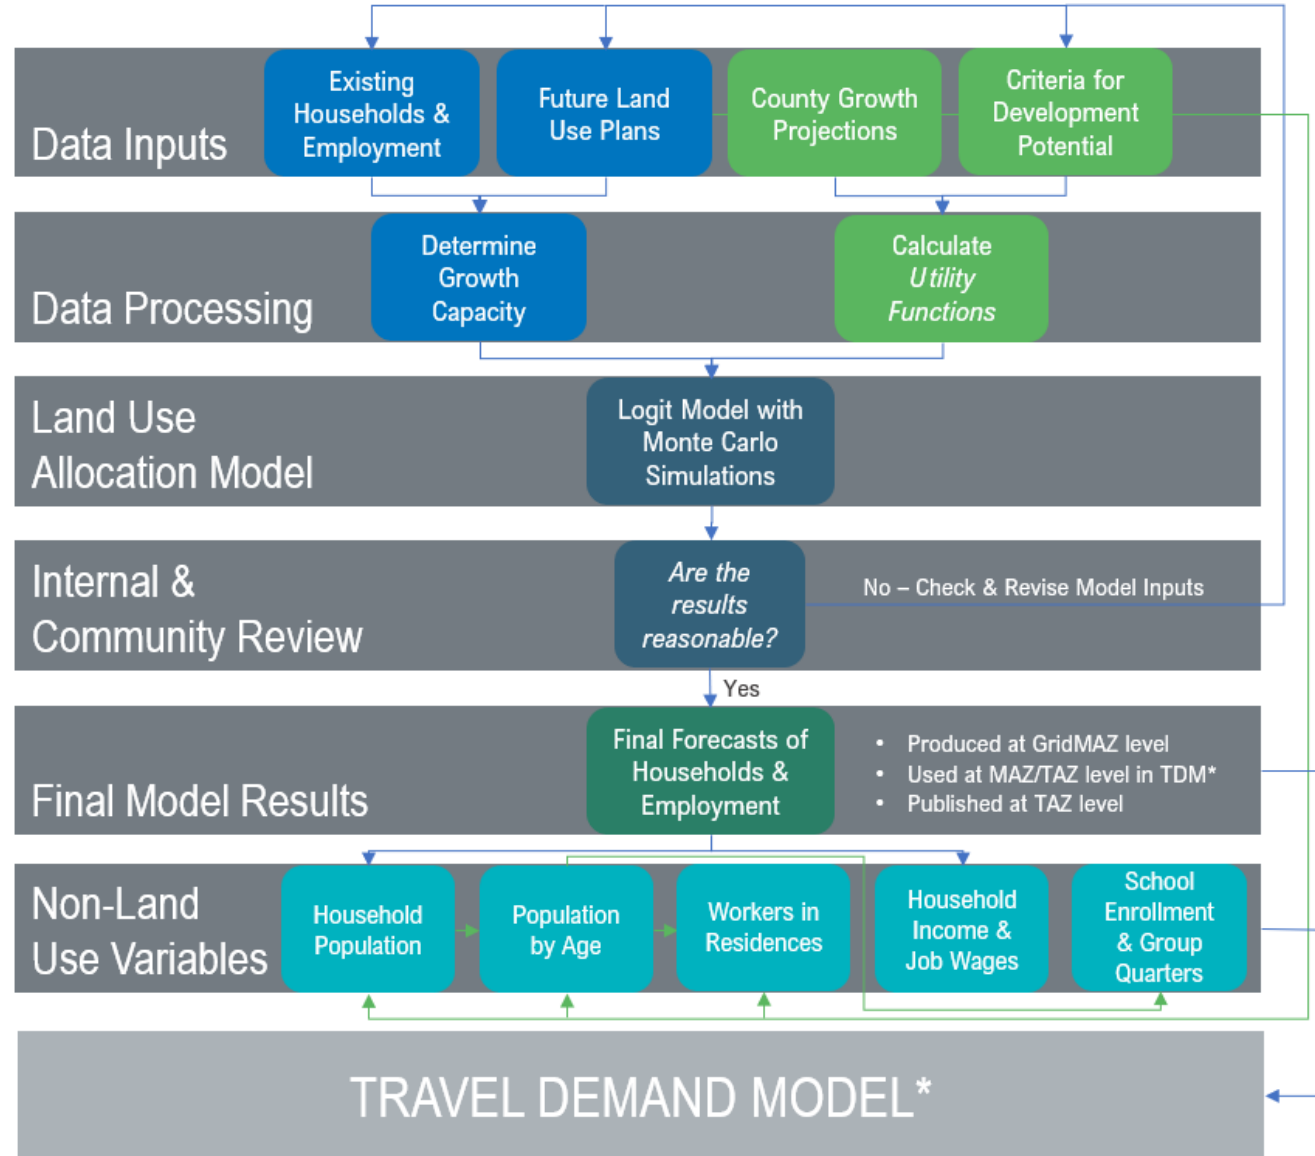 Data Inputs
Existing
Households &
Employment
Future Land
Use Plans
County Growth
Projections
Criteria for
Development
Potential
Data Processing
Determine
Growth
Capacity
Calculate
Utility
Functions
Land Use
Allocation Model
Logit Model with
Monte Carlo
Simulations
Internal &
Community Review
Are the
results
reasonable?
No – Check & Revise Model Inputs
Yes
Final Model Results
Final Forecasts of
Households &
Employment
• Produced at GridMAZ level
• Used at MAZ/TAZ level in TDM*
• Published at TAZ level
Non-Land
Use Variables
Household
Population
Population
by Age
Workers in
Residences
Household
Income &
Job Wages
School
Enrollment
& Group
Quarters
TRAVEL DEMAND MODEL*